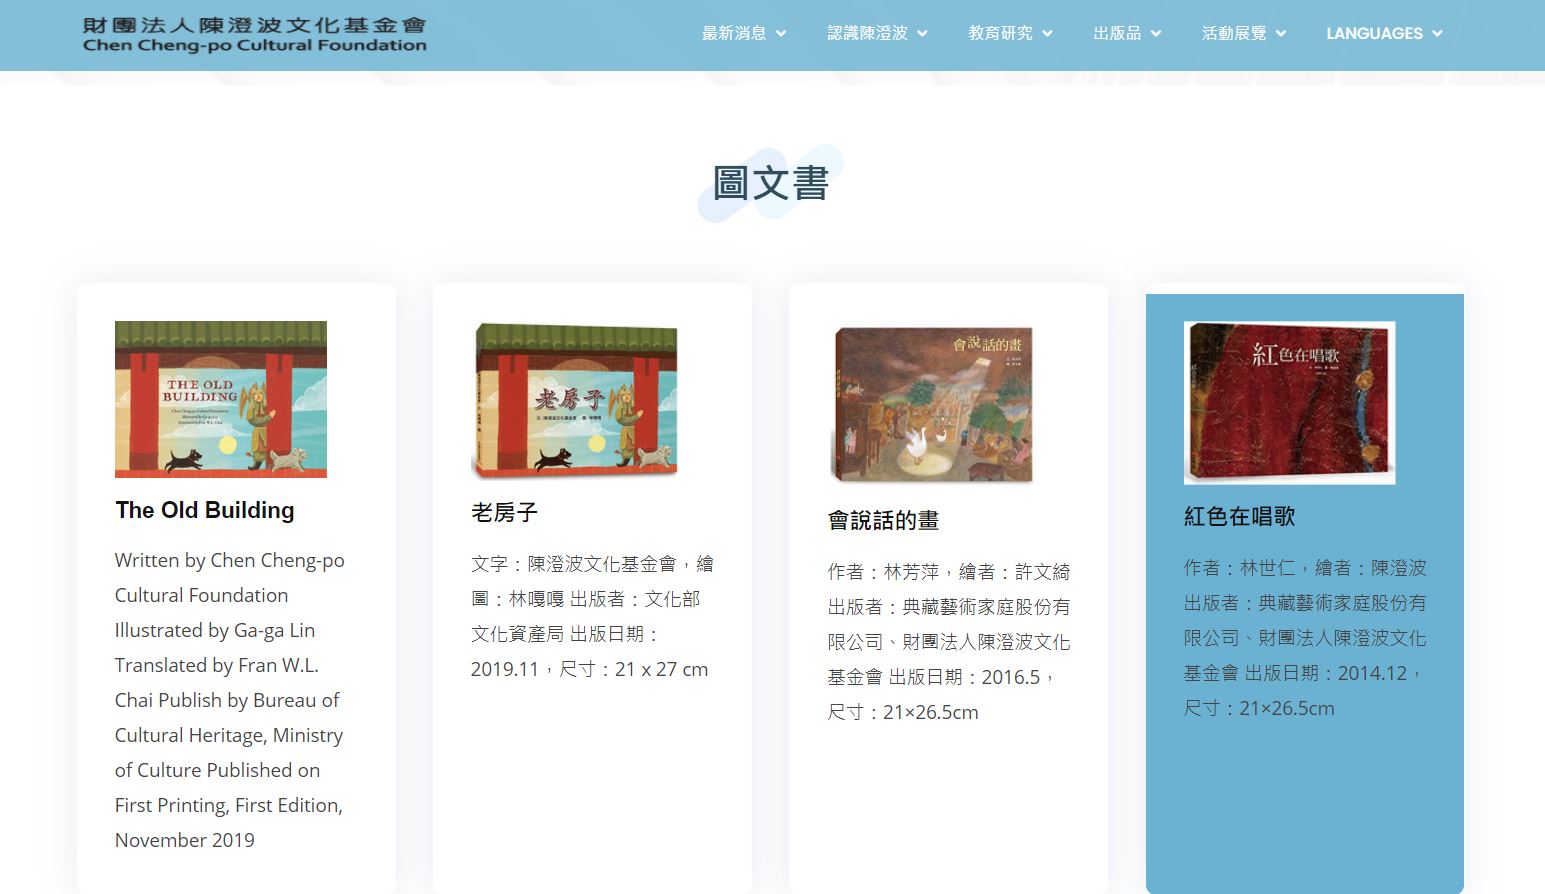 財團法人陳澄波文化基金會
Chen Cheng-po Cultural Foundation
最新消息 認識陳澄波 教育研究 出版品 活動展覽 LANGUAGES
圖文書
THE OLD
BUILDING
The Old Building
Written by Chen Cheng-po
Cultural Foundation
Illustrated by Ga-ga Lin
Translated by Fran W.L.
Chai Publish by Bureau of
Cultural Heritage, Ministry
of Culture Published on
First Printing, First Edition,
November 2019
老房子
老房子
文字：陳澄波文化基金會，繪
圖：林嘎嘎 出版者：文化部
文化資產局 出版日期：
2019.11，尺寸：21 x 27 cm
會說話的畫
會說話的畫
作者：林芳萍，繪者：許文綺
出版者：典藏藝術家庭股份有
限公司、財團法人陳澄波文化
基金會 出版日期：2016.5，
尺寸：21×26.5cm
紅色在唱歌
紅色在唱歌
作者：林世仁，繪者：陳澄波
出版者：典藏藝術家庭股份有
限公司、財團法人陳澄波文化
基金會 出版日期：2014.12，
尺寸：21×26.5cm